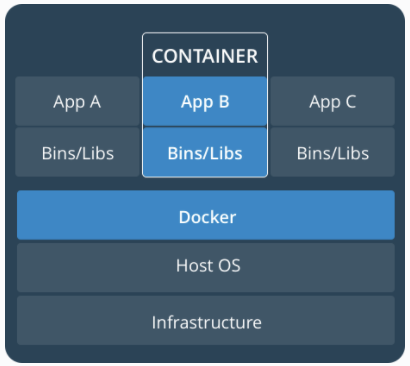 CONTAINER
App A App B App C
Bins/Libs Bins/Libs Bins/Libs
Docker
Host OS
Infrastructure